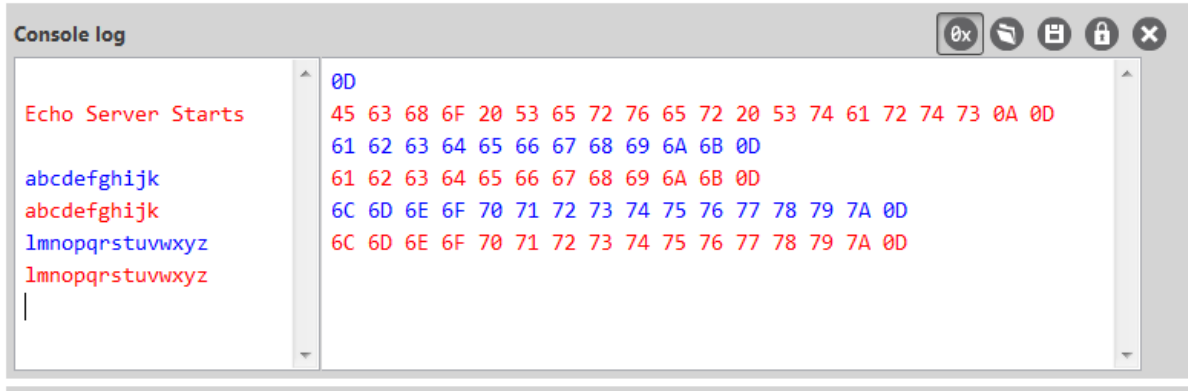 Console log
0x
Echo Server Starts
abcdefghijk
abcdefghijk
lmnopqrstuvwxyz
lmnopqrstuvwxyz
0D
45 63 68 6F 20 53 65 72 76 65 72 20 53 74 61 72 74 73 0A 0D
61 62 63 64 65 66 67 68 69 6A 6B 0D
61 62 63 64 65 66 67 68 69 6A 6B 0D
6C 6D 6E 6F 70 71 72 73 74 75 76 77 78 79 7A 0D
6C 6D 6E 6F 70 71 72 73 74 75 76 77 78 79 7A 0D